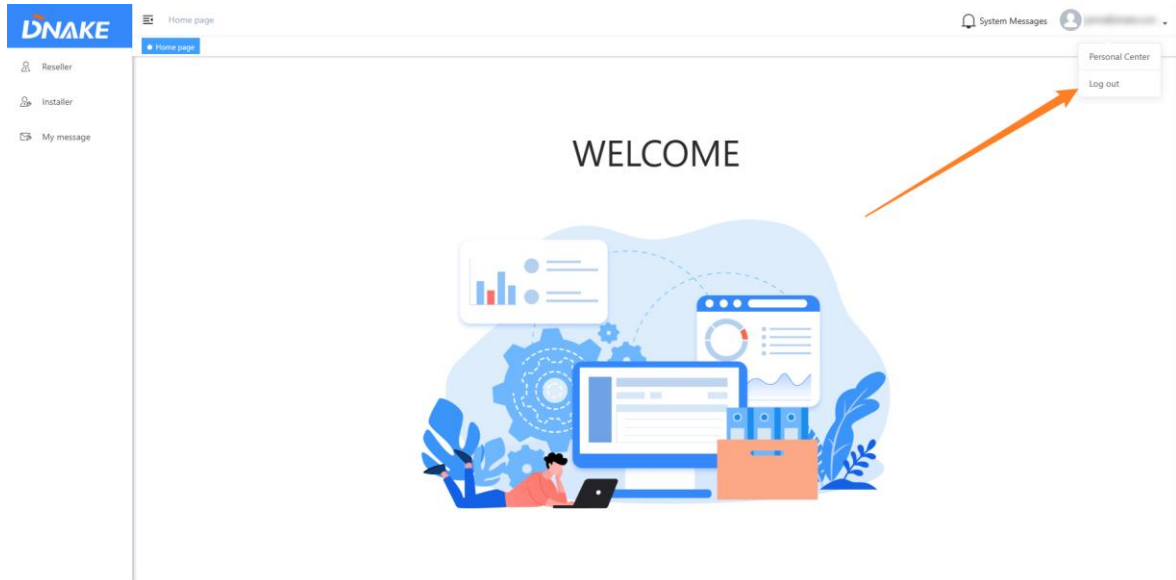 DNAKE
Home page
System Messages
Home page
Personal Center
Log out
Reseller
Installer
My message
WELCOME